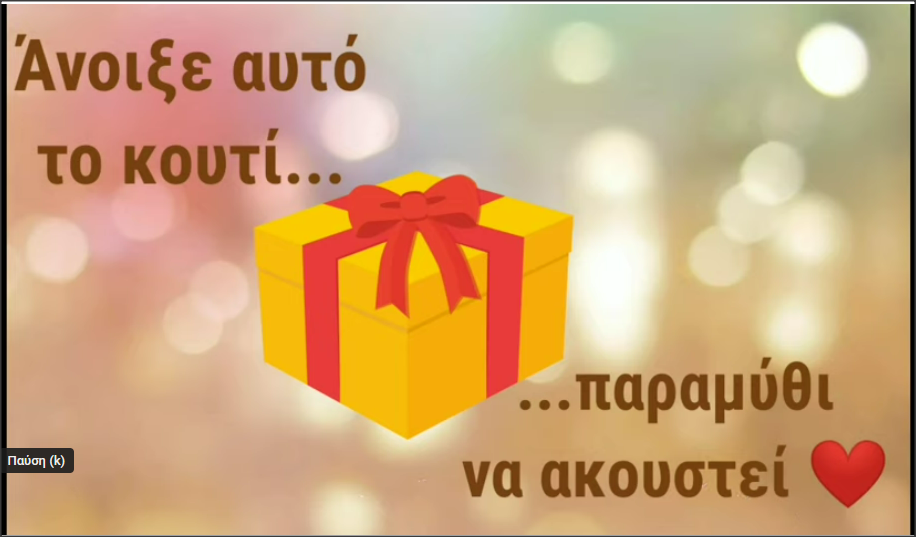 Άνοιξε αυτό
το κουτί...
...παραμύθι
Παύση (k)
να ακουστεί